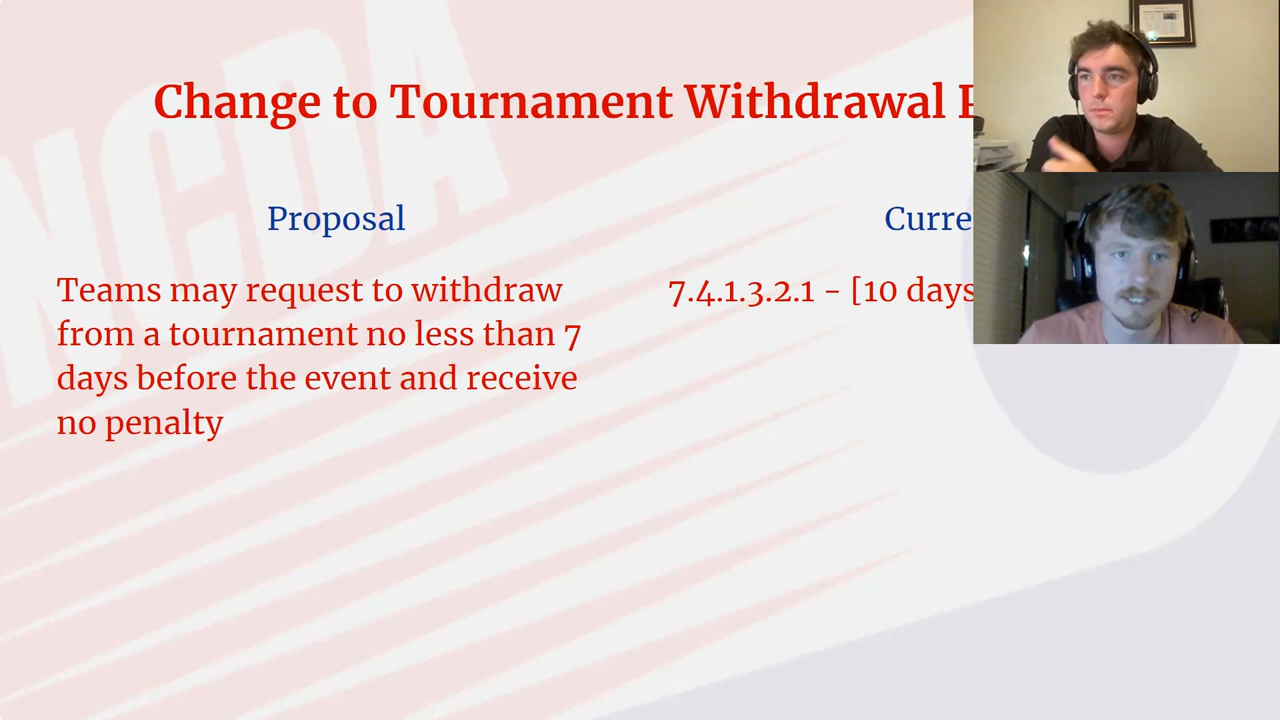 NCDA
Change to Tournament Withdrawal
Proposal
Teams may request to withdraw
from a tournament no less than 7
days before the event and receive
no penalty
Curre
7.4.1.3.2.1 – [10 days